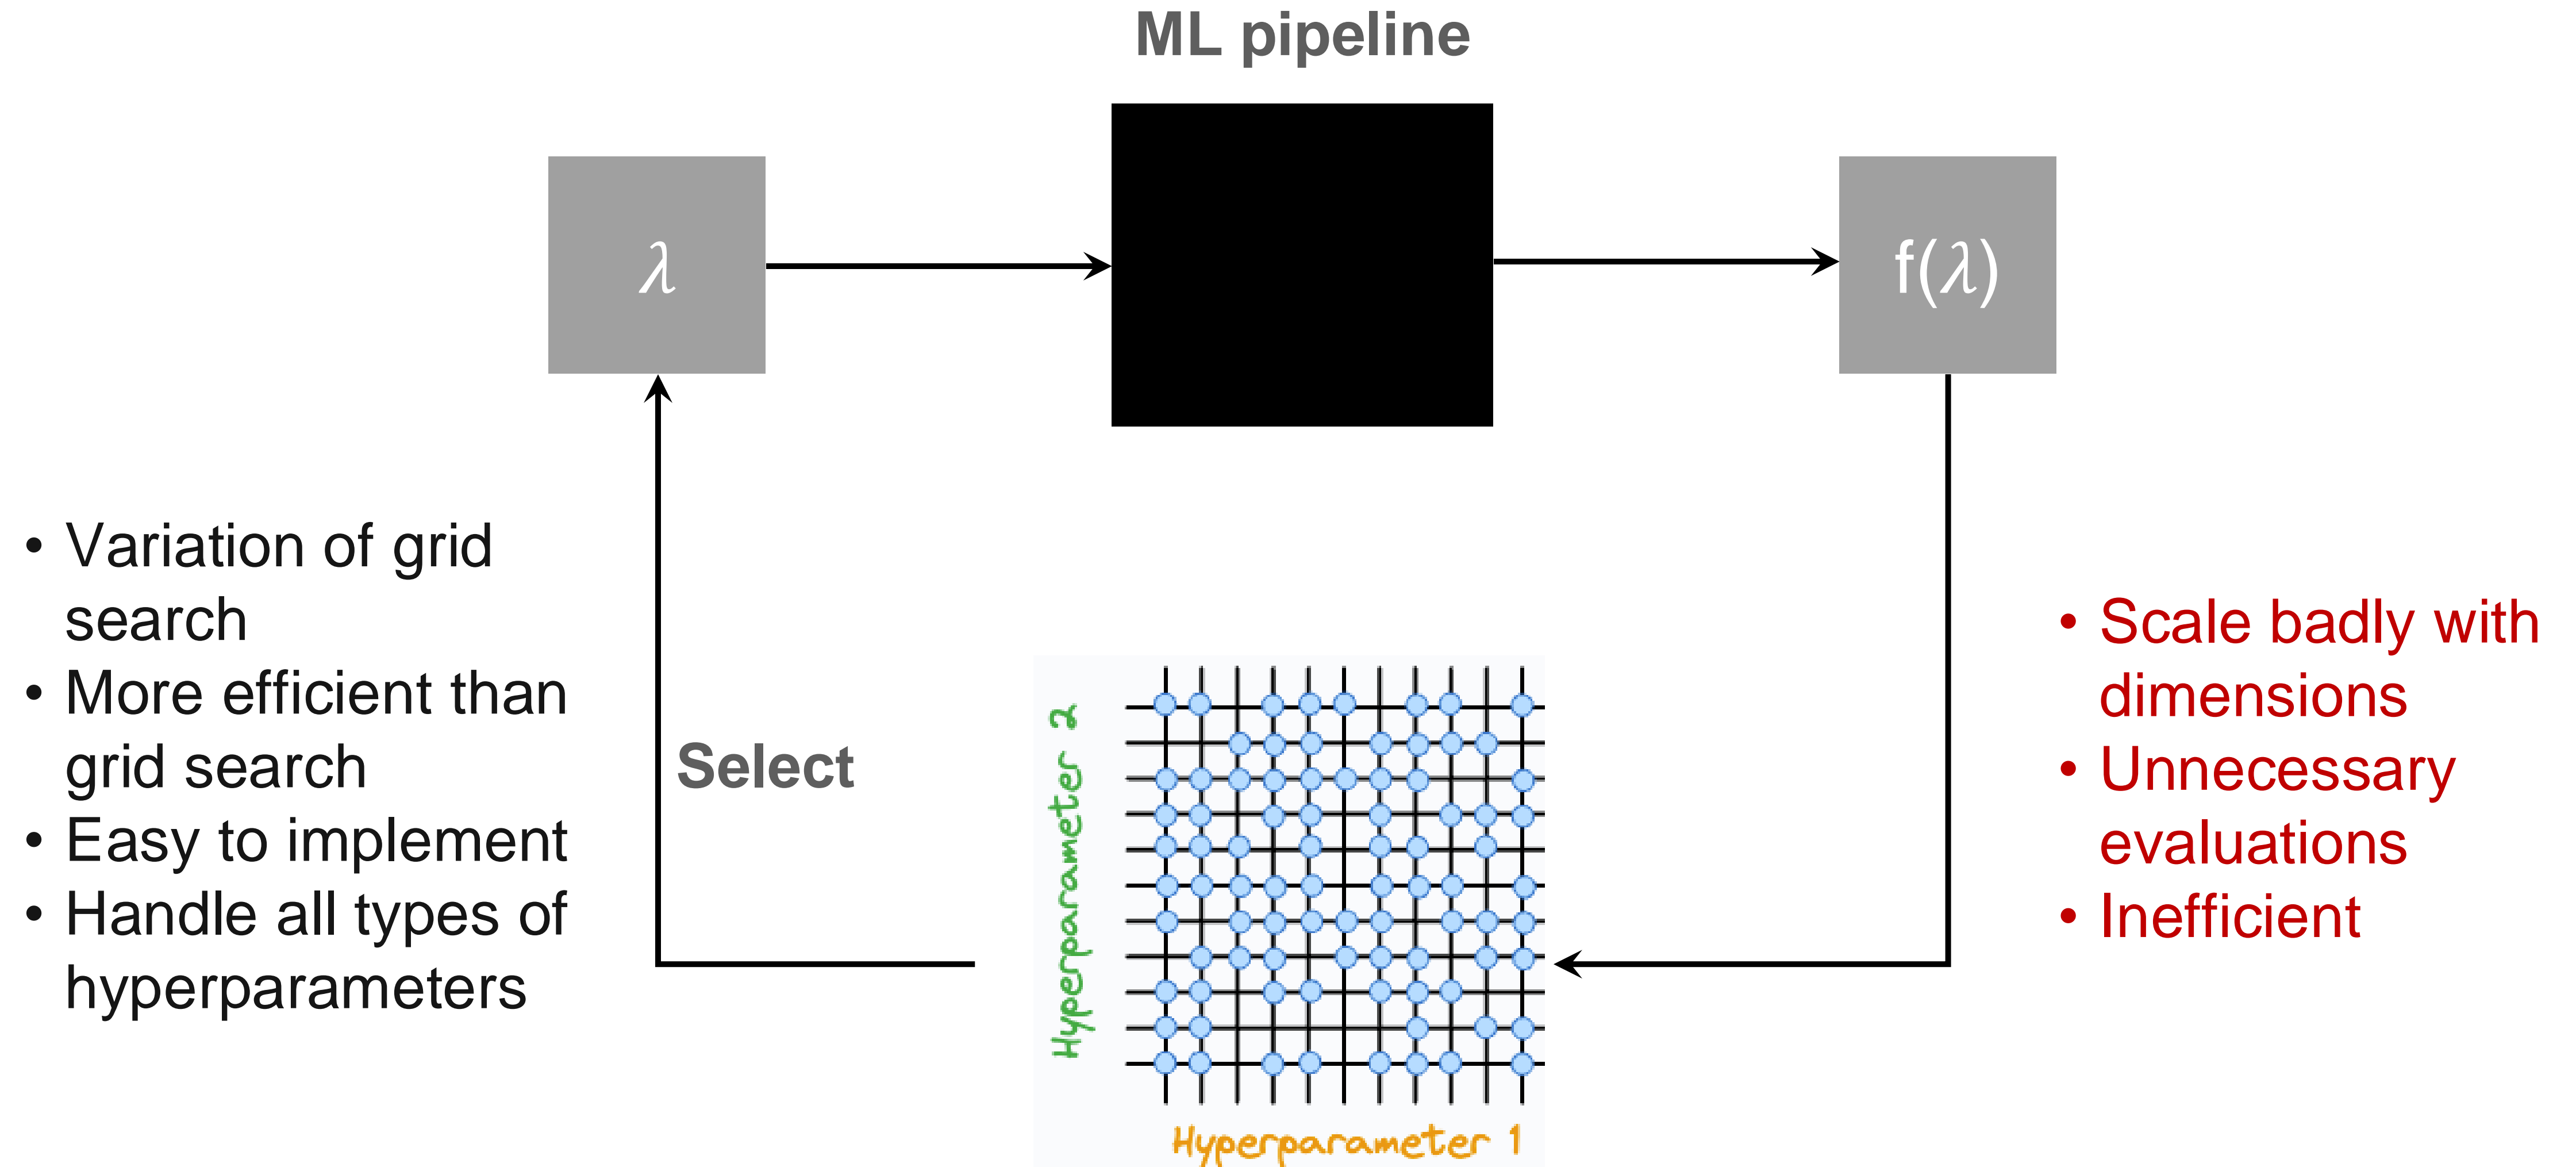 ML pipeline
λ
f(λ)
• Variation of grid
search
• More efficient than
grid search
• Easy to implement
• Handle all types of
hyperparameters
Select
Hyperparameter 2
Hyperparameter 1
• Scale badly with
dimensions
• Unnecessary
evaluations
• Inefficient